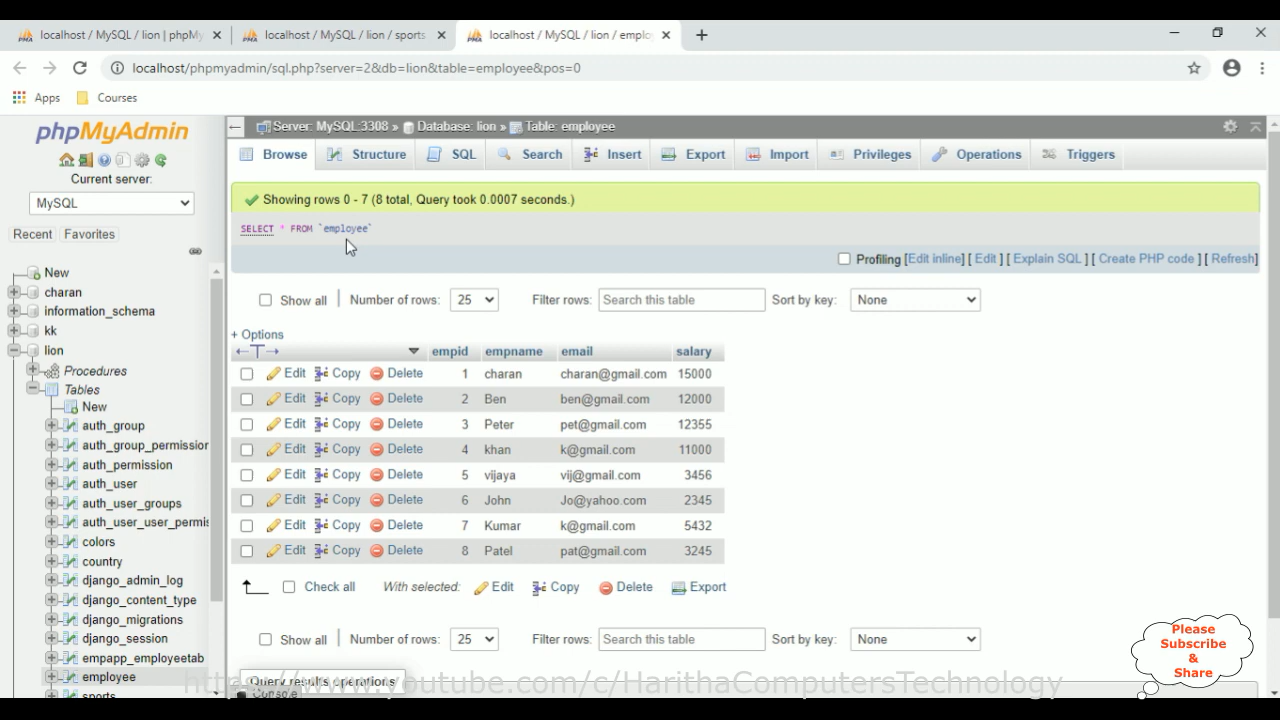 localhost / MySQL / lion | phpMy
localhost / MySQL / lion / sports
localhost / MySQL / lion / emplo
localhost/phpmyadmin/sql.php?server=2&db=lion&table=employee&pos=0
Apps Courses
phpMyAdmin
Current server:
MySQL
Recent Favorites
New
charan
information_schema
kk
lion
Procedures
Tables
New
auth_group
auth_group_permission
auth_permission
auth_user
auth_user_groups
auth_user_user_permis
colors
country
django_admin_log
django_content_type
django_migrations
django_session
empapp_employeetab
employee
sports
Server: MySQL:3308 » Database: lion » Table: employee
Browse Structure SQL Search Insert Export Import Privileges Operations Triggers
Showing rows 0 - 7 (8 total, Query took 0.0007 seconds.)
SELECT * FROM `employee`
Profiling [Edit inline] [ Edit ] [ Explain SQL ] [ Create PHP code ] [ Refresh]
Show all Number of rows: 25 Filter rows: Search this table Sort by key: None
+ Options
empid empname email salary
Edit Copy Delete 1 charan charan@gmail.com 15000
Edit Copy Delete 2 Ben ben@gmail.com 12000
Edit Copy Delete 3 Peter pet@gmail.com 12355
Edit Copy Delete 4 khan k@gmail.com 11000
Edit Copy Delete 5 vijaya vij@gmail.com 3456
Edit Copy Delete 6 John Jo@yahoo.com 2345
Edit Copy Delete 7 Kumar k@gmail.com 5432
Edit Copy Delete 8 Patel pat@gmail.com 3245
Check all With selected: Edit Copy Delete Export
Show all Number of rows: 25 Filter rows: Search this table Sort by key: None
Query results operations
Console
https://www.youtube.com/c/HarithaComputersTechnology
Please
Subscribe
&
Share